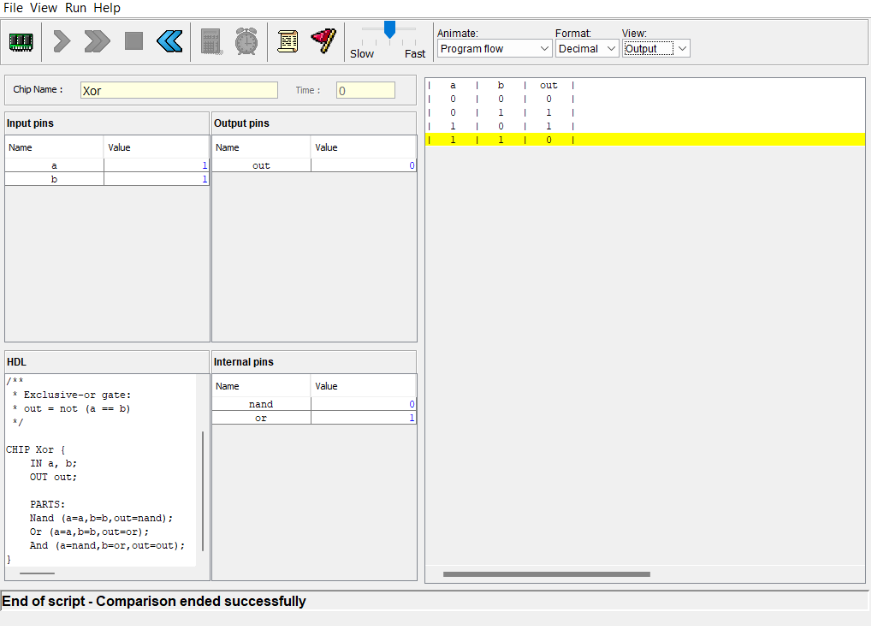 File View Run Help
Slow Fast
Animate: Format: View:
Program flow Decimal Output
Chip Name : Xor Time : 0
Input pins
Name Value
a 1
b 1
Output pins
Name Value
out 0
HDL
/**
* Exclusive-or gate:
* out = not (a == b)
*/
CHIP Xor {
IN a, b;
OUT out;
PARTS:
Nand (a=a,b=b,out=nand);
Or (a=a,b=b,out=or);
And (a=nand,b=or,out=out);
}
Internal pins
Name Value
nand 0
or 1
| a | b | out |
| 0 | 0 | 0 |
| 0 | 1 | 1 |
| 1 | 0 | 1 |
| 1 | 1 | 0 |
End of script - Comparison ended successfully